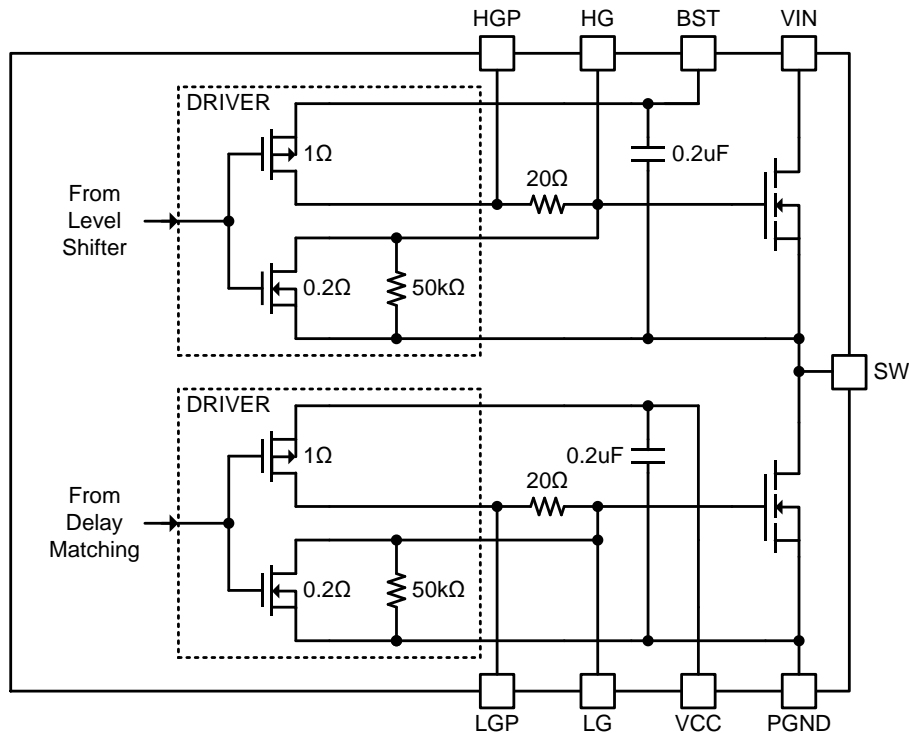 HGP
HG
BST
VIN
DRIVER
1Ω
0.2uF
20Ω
From
Level
Shifter
0.2Ω
50kΩ
SW
DRIVER
1Ω
0.2uF
20Ω
From
Delay
Matching
0.2Ω
50kΩ
LGP
LG
VCC
PGND